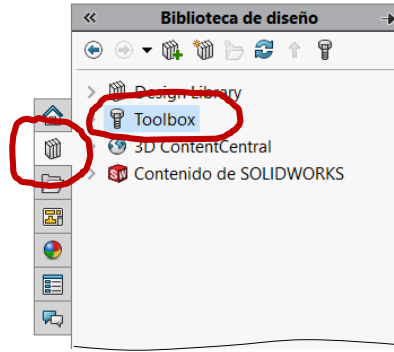 Biblioteca de diseño
Design Library
Toolbox
3D ContentCentral
Contenido de SOLIDWORKS